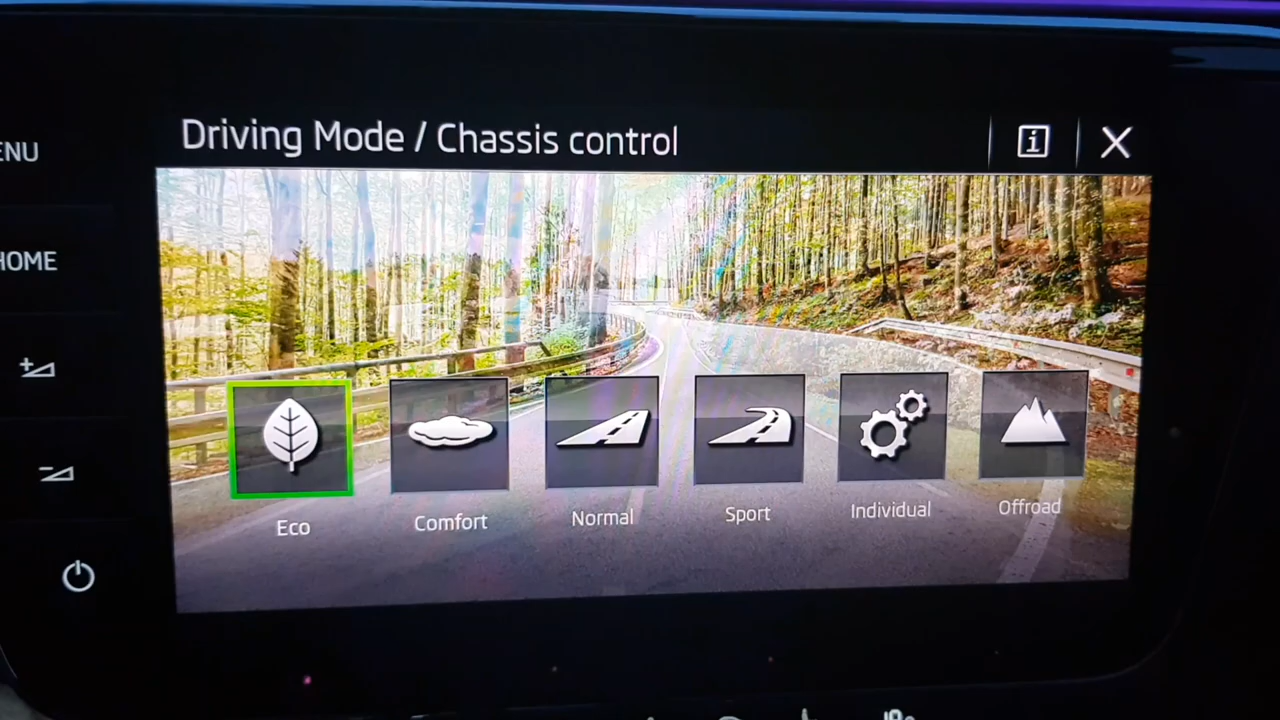 Driving Mode / Chassis control
i
ENU
HOME
Eco
Comfort
Normal
Sport
Individual
Offroad